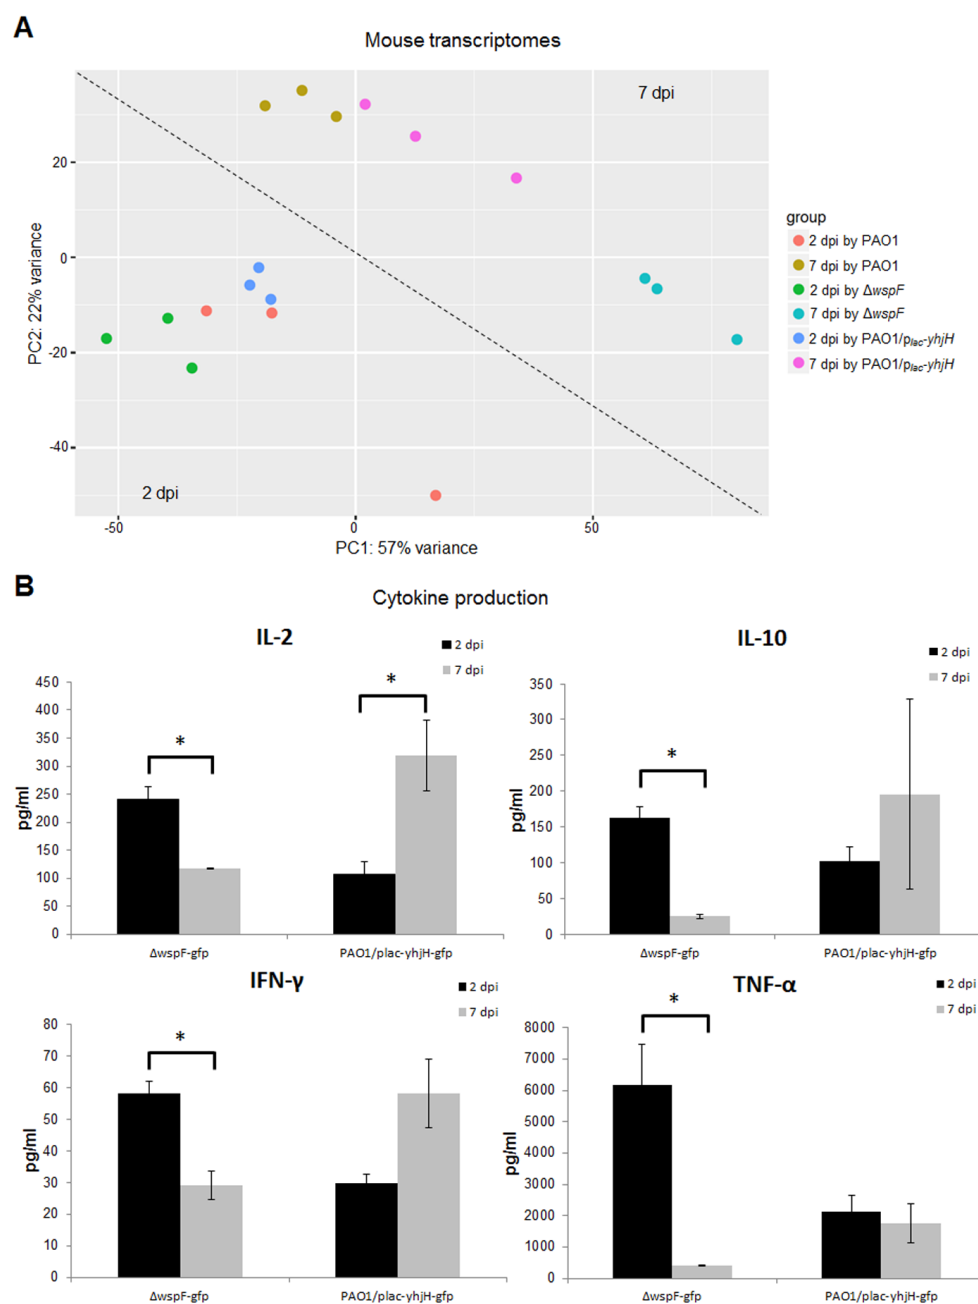 A
Mouse transcriptomes
7 dpi
20
0
-20
-40
PC2: 22% variance
2 dpi
-50
0
50
PC1: 57% variance
group
2 dpi by PAO1
7 dpi by PAO1
2 dpi by ΔwspF
7 dpi by ΔwspF
2 dpi by PAO1/plac-yhjH
7 dpi by PAO1/plac-yhjH
B
Cytokine production
IL-2
2 dpi
7 dpi
450
400
350
300
250
200
150
100
50
0
pg/ml
*
*
ΔwspF-gfp
PAO1/plac-yhjH-gfp
IL-10
2 dpi
7 dpi
350
300
250
200
150
100
50
0
pg/ml
*
ΔwspF-gfp
PAO1/plac-yhjH-gfp
IFN-γ
2 dpi
7 dpi
80
70
60
50
40
30
20
10
0
pg/ml
*
ΔwspF-gfp
PAO1/plac-yhjH-gfp
TNF-α
2 dpi
7 dpi
8000
7000
6000
5000
4000
3000
2000
1000
0
pg/ml
*
ΔwspF-gfp
PAO1/plac-yhjH-gfp